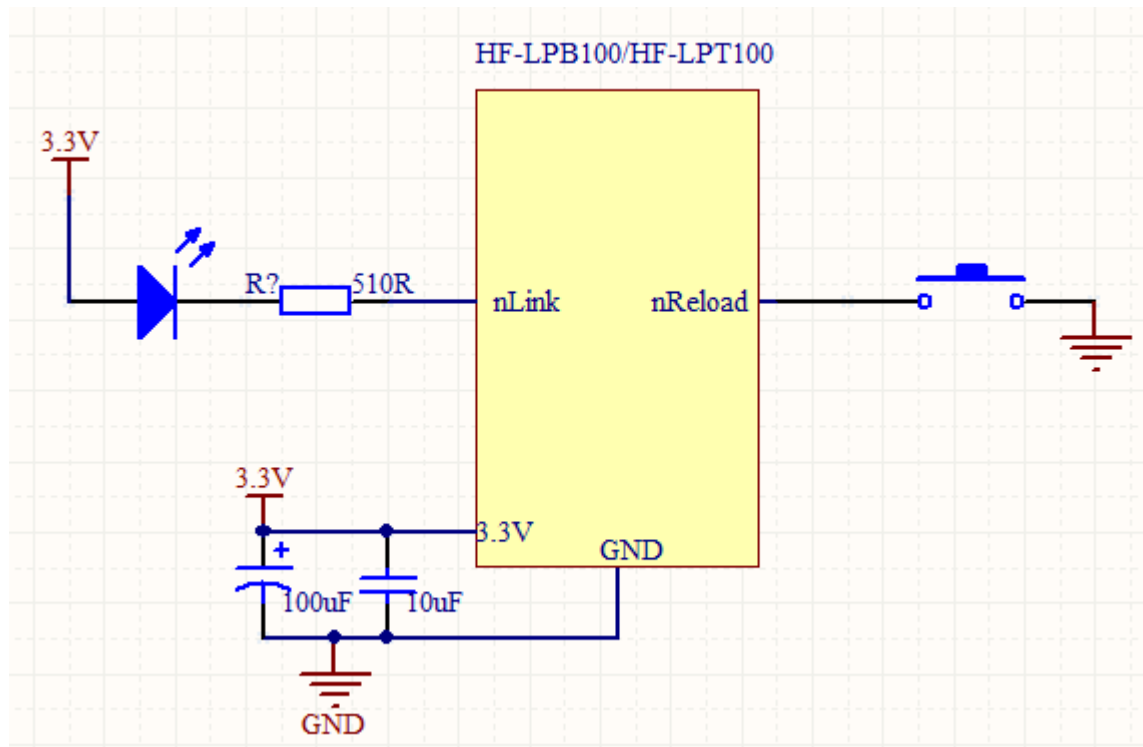 HF-LPB100/HF-LPT100
3.3V
R? 510R
nLink
nReload
3.3V
3.3V
GND
+
100uF
10uF
GND